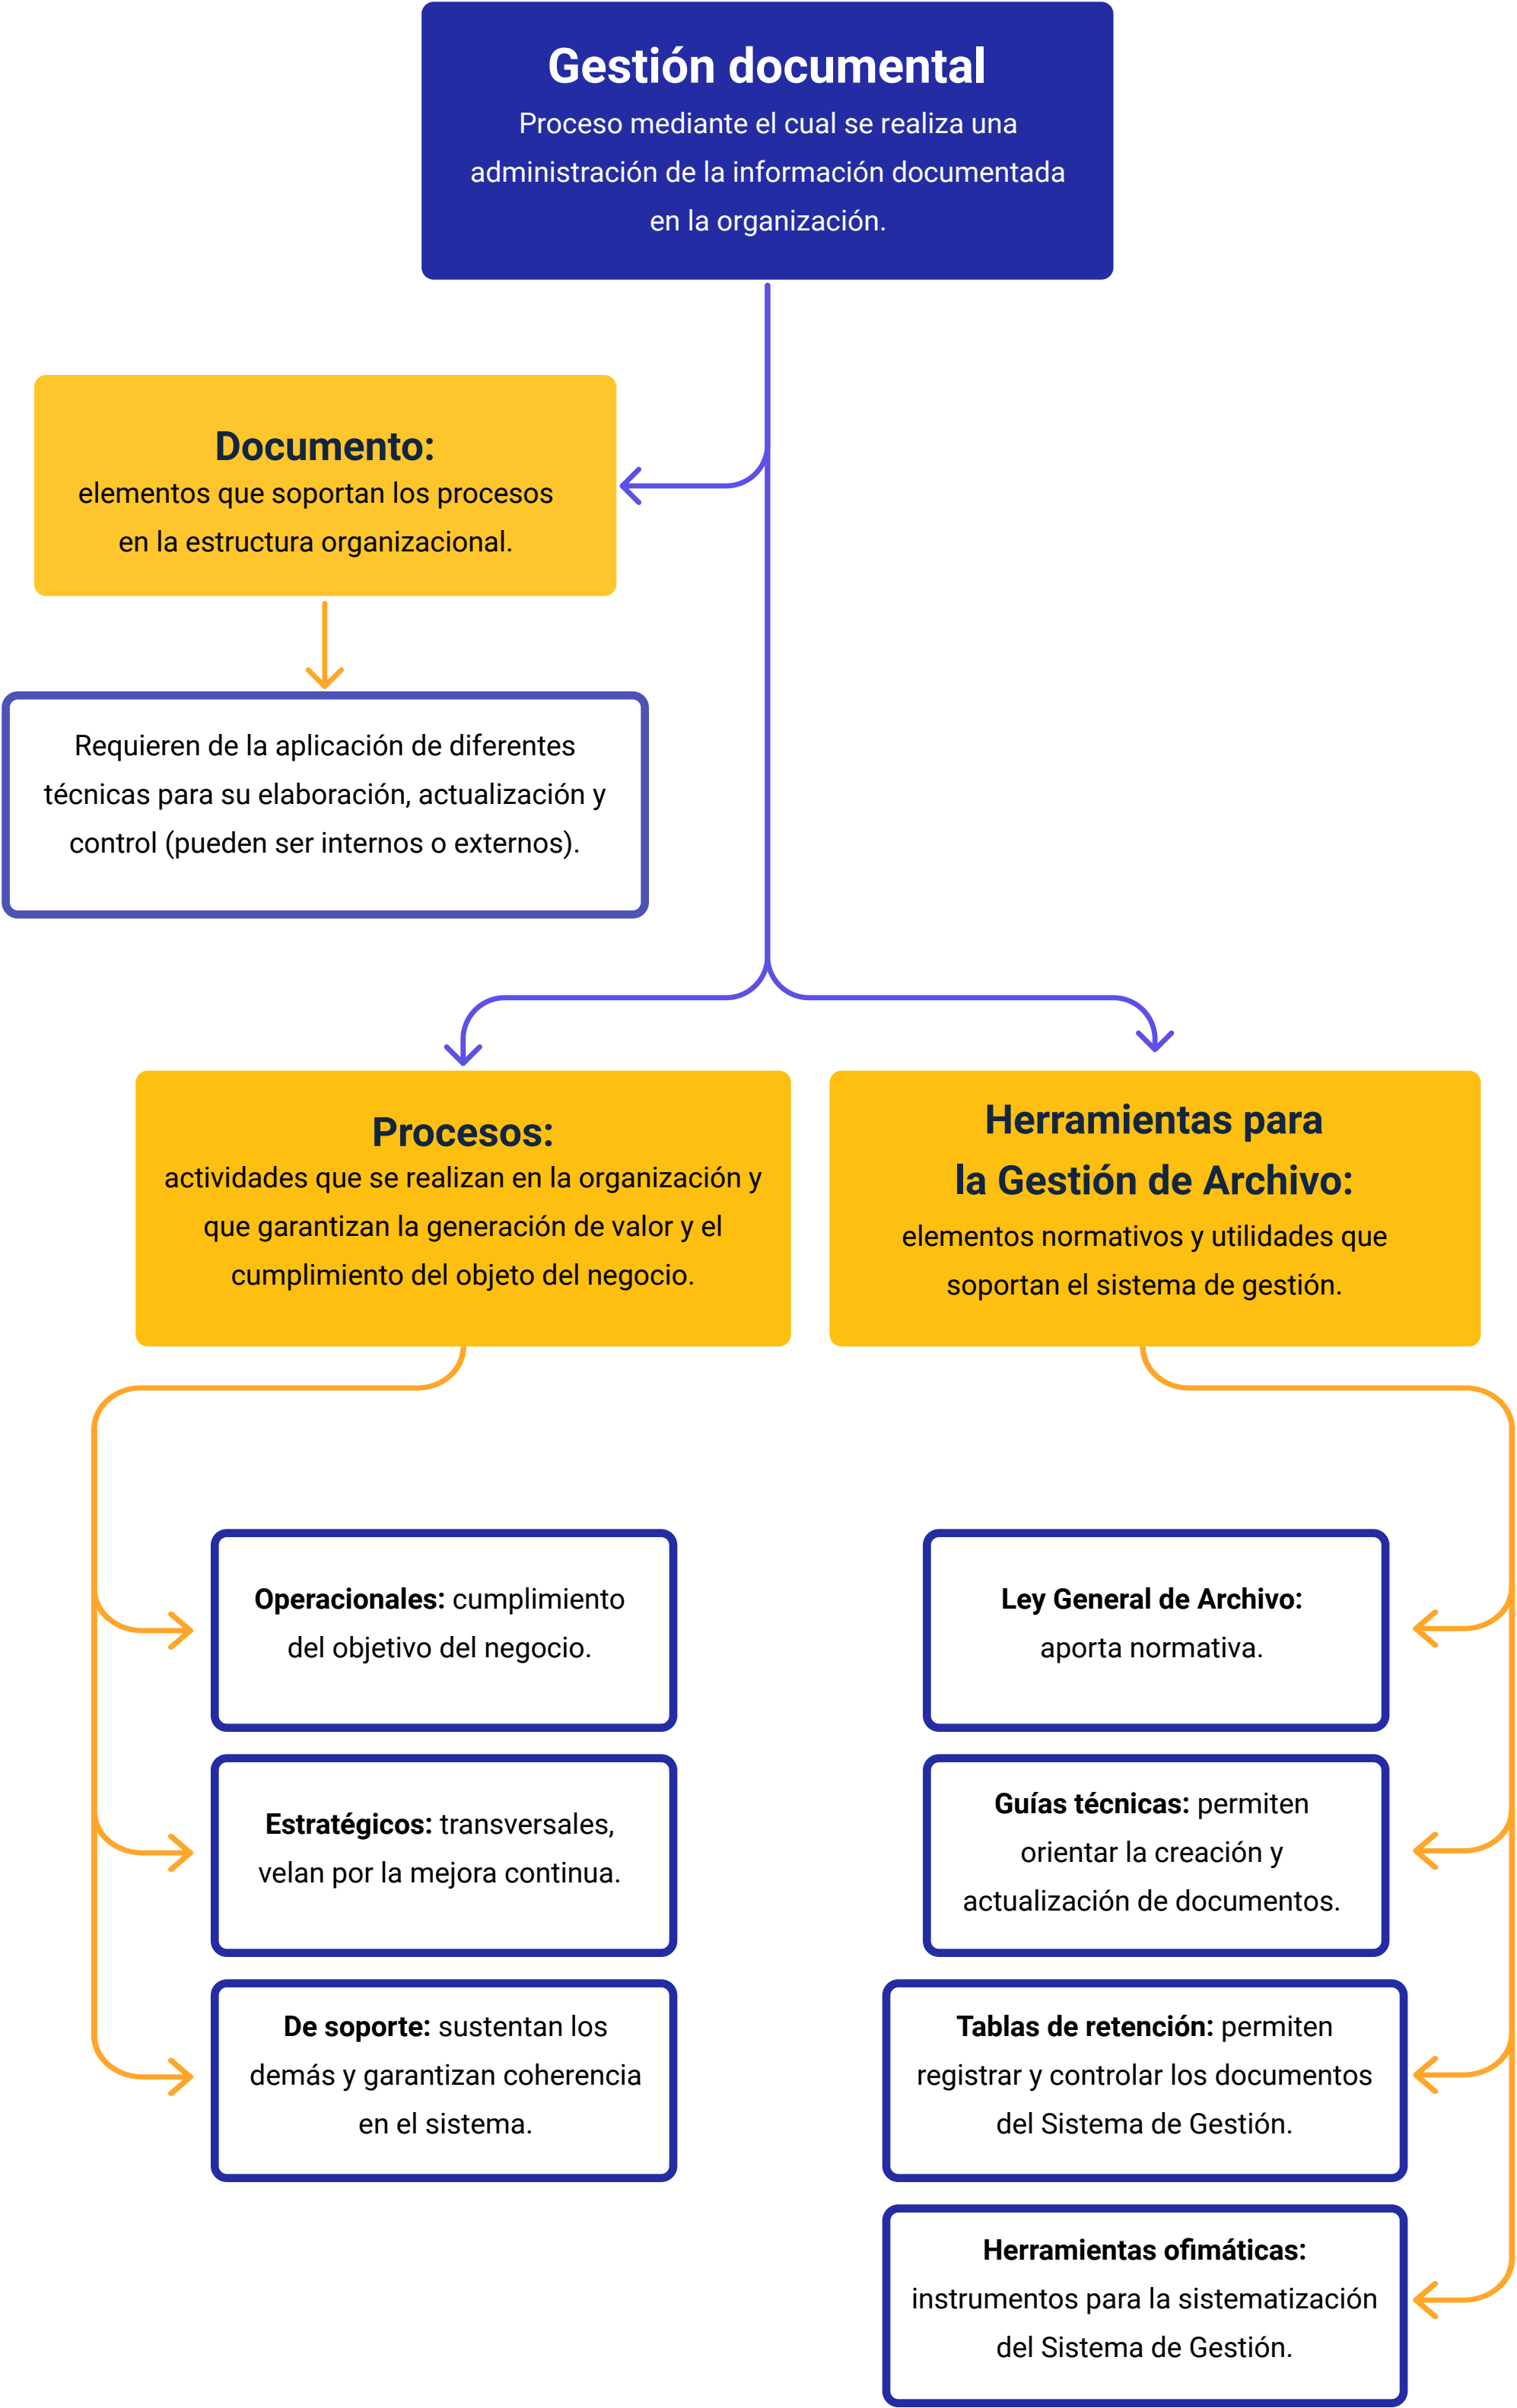 Gestión documental
Proceso mediante el cual se realiza una
administración de la información documentada
en la organización.
Documento:
elementos que soportan los procesos
en la estructura organizacional.
Requieren de la aplicación de diferentes
técnicas para su elaboración, actualización y
control (pueden ser internos o externos).
Procesos:
actividades que se realizan en la organización y
que garantizan la generación de valor y el
cumplimiento del objeto del negocio.
Herramientas para
la Gestión de Archivo:
elementos normativos y utilidades que
soportan el sistema de gestión.
Operacionales: cumplimiento
del objetivo del negocio.
Estratégicos: transversales,
velan por la mejora continua.
De soporte: sustentan los
demás y garantizan coherencia
en el sistema.
Ley General de Archivo:
aporta normativa.
Guías técnicas: permiten
orientar la creación y
actualización de documentos.
Tablas de retención: permiten
registrar y controlar los documentos
del Sistema de Gestión.
Herramientas ofimáticas:
instrumentos para la sistematización
del Sistema de Gestión.